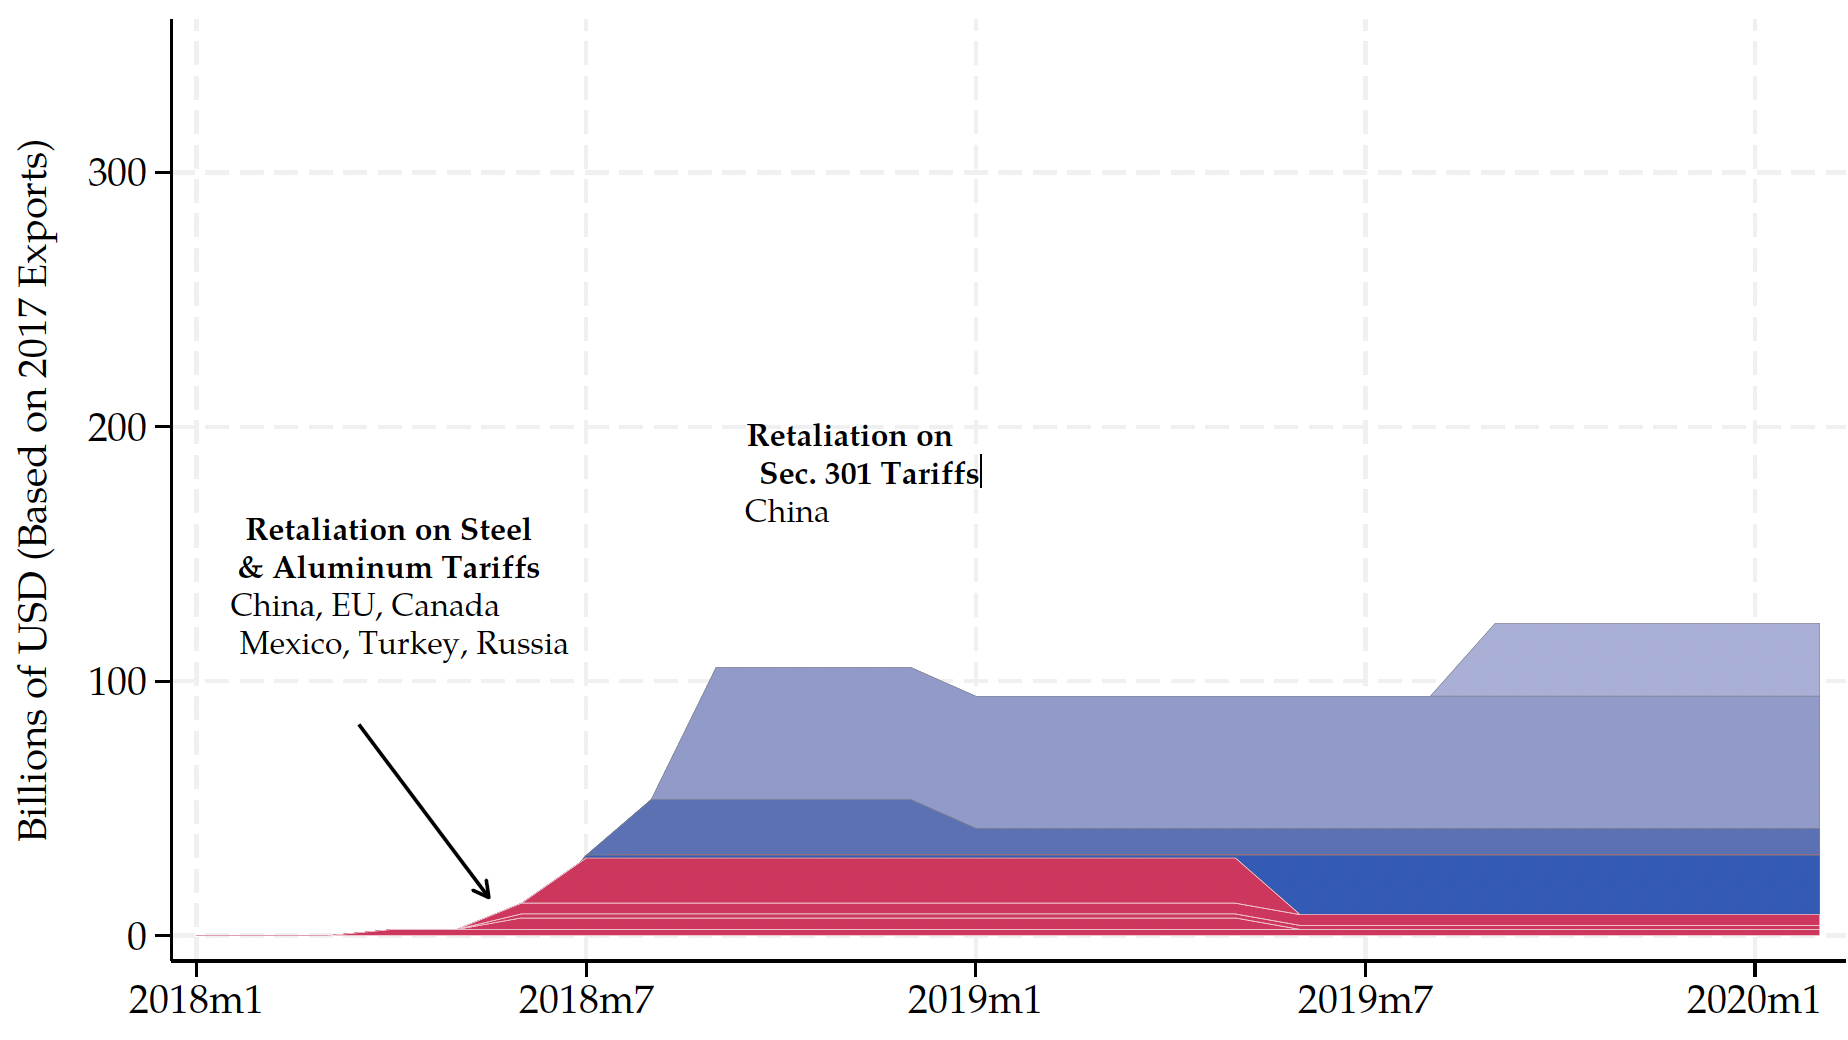 Billions of USD (Based on 2017 Exports)
300
200
100
0
Retaliation on
Sec. 301 Tariffs
China
Retaliation on Steel
& Aluminum Tariffs
China, EU, Canada
Mexico, Turkey, Russia
2018m1
2018m7
2019m1
2019m7
2020m1